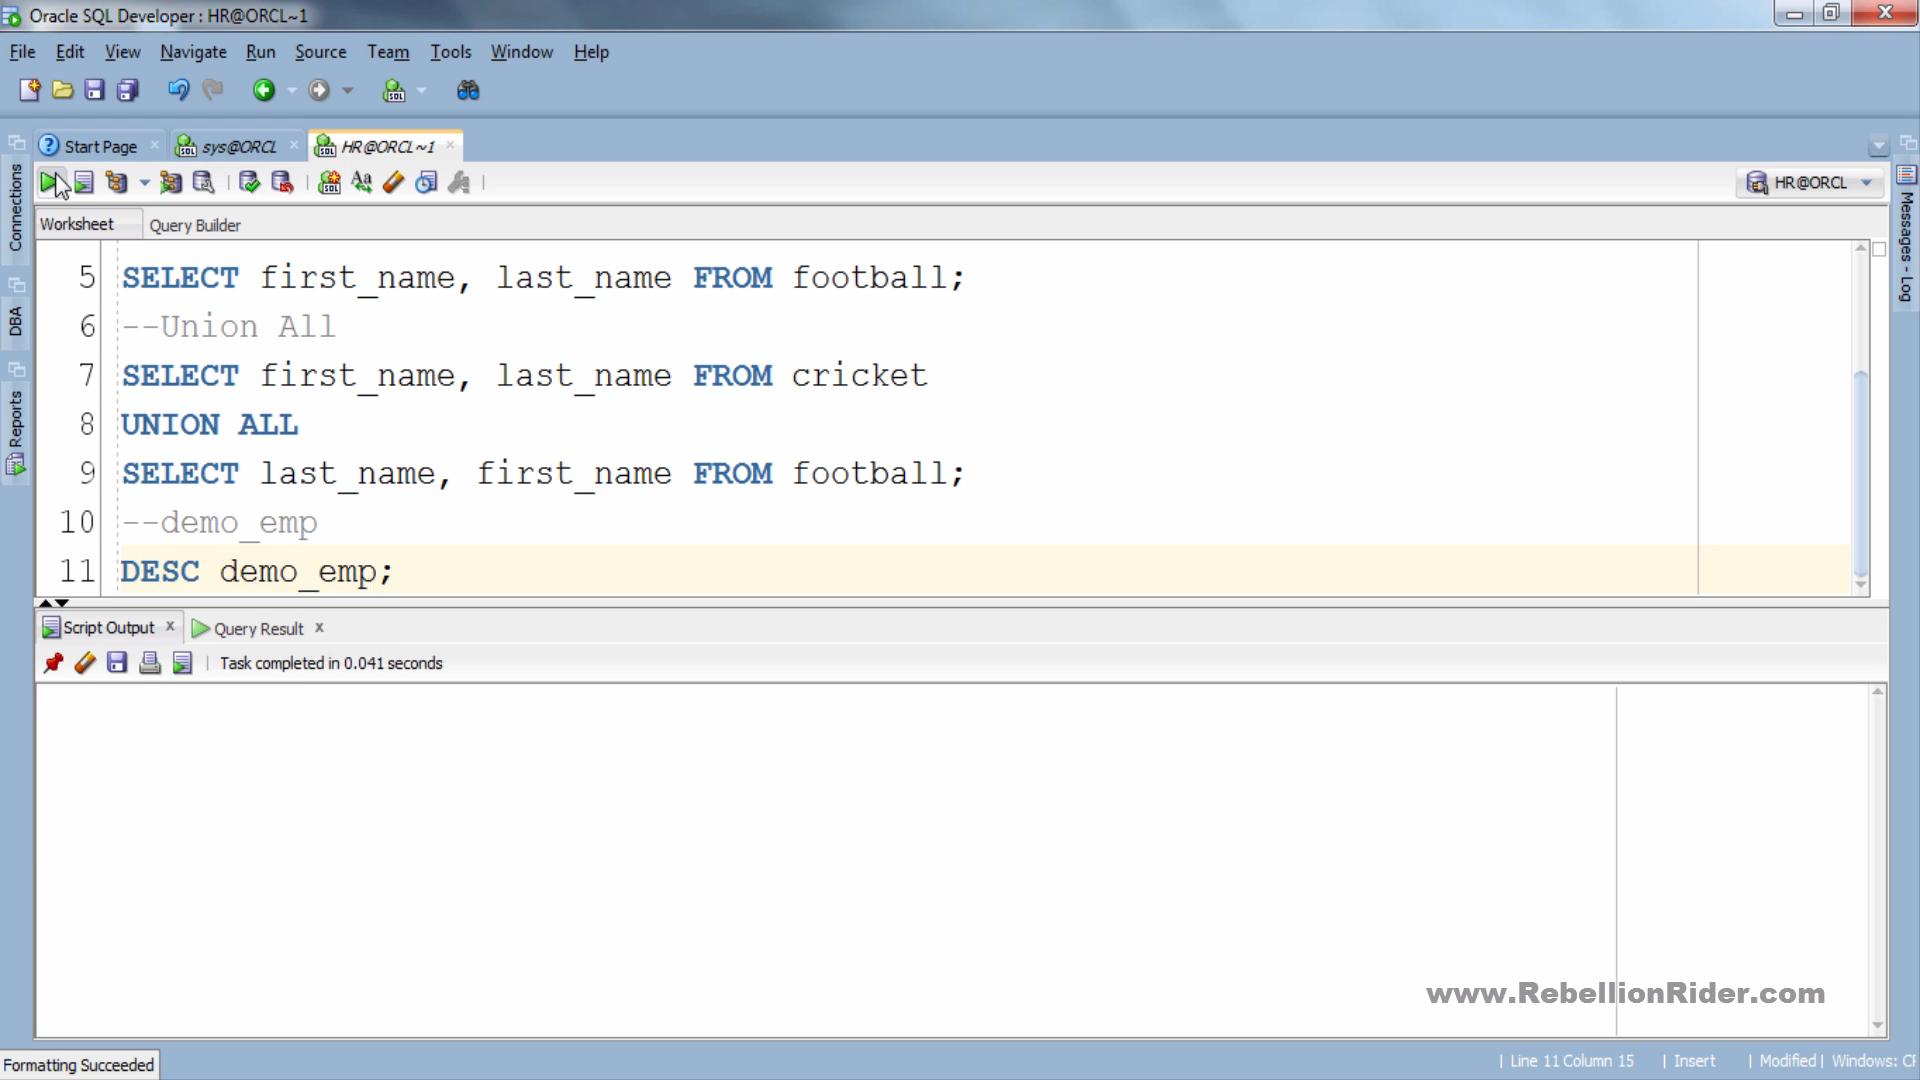 Oracle SQL Developer : HR@ORCL~1
File Edit View Navigate Run Source Team Tools Window Help
Start Page sys@ORCL HR@ORCL~1
HR@ORCL
Worksheet Query Builder
Connections
DBA
Reports
Messages - Log
5 SELECT first_name, last_name FROM football;
6 --Union All
7 SELECT first_name, last_name FROM cricket
8 UNION ALL
9 SELECT last_name, first_name FROM football;
10 --demo_emp
11 DESC demo_emp;
Script Output x Query Result x
Task completed in 0.041 seconds
www.RebellionRider.com
Formatting Succeeded
| Line 11 Column 15 | Insert | Modified | Windows: CF